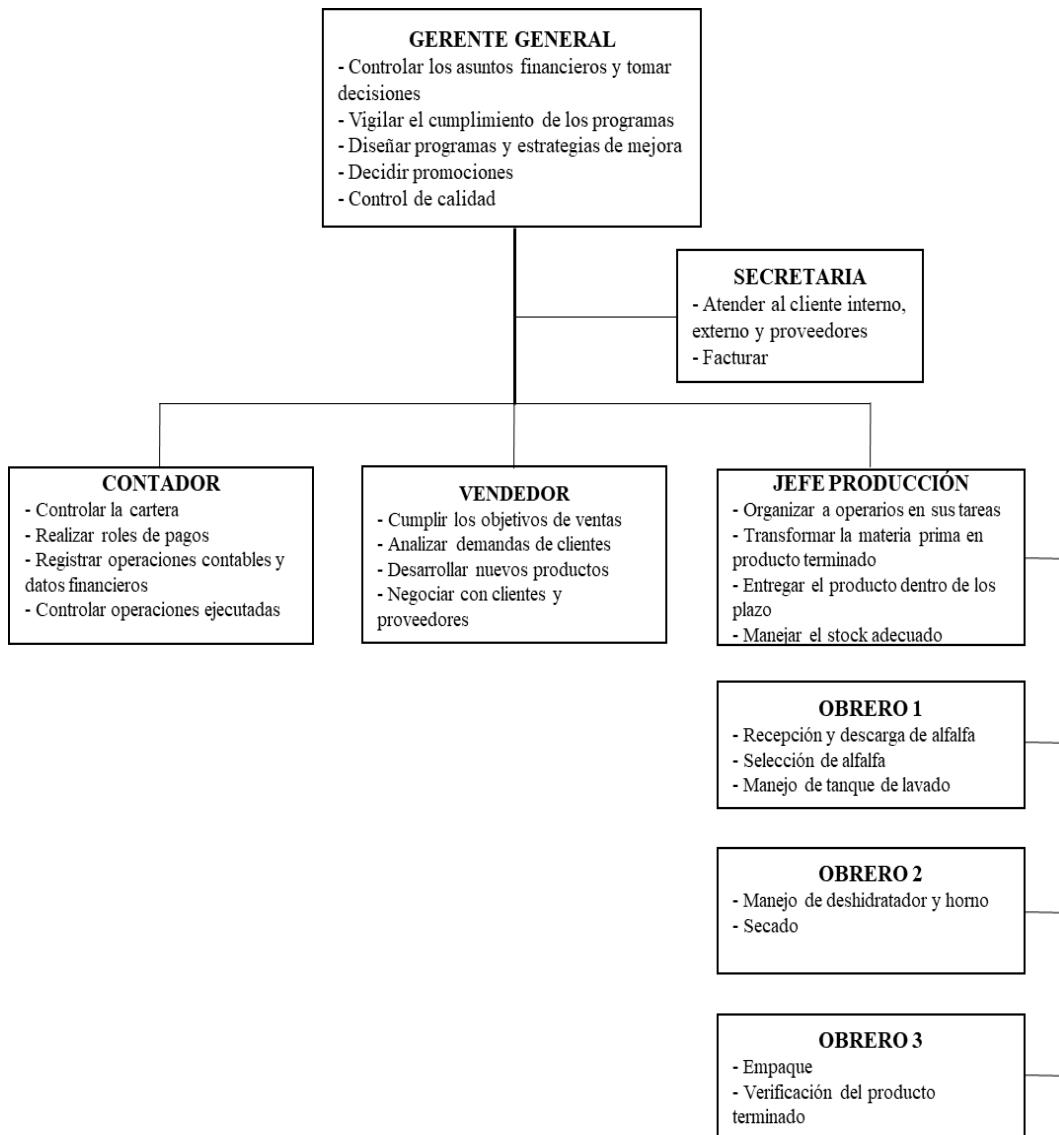 GERENTE GENERAL
- Controlar los asuntos financieros y tomar
decisiones
- Vigilar el cumplimiento de los programas
- Diseñar programas y estrategias de mejora
- Decidir promociones
- Control de calidad
SECRETARIA
- Atender al cliente interno,
externo y proveedores
- Facturar
CONTADOR
- Controlar la cartera
- Realizar roles de pagos
- Registrar operaciones contables y
datos financieros
- Controlar operaciones ejecutadas
VENDEDOR
- Cumplir los objetivos de ventas
- Analizar demandas de clientes
- Desarrollar nuevos productos
- Negociar con clientes y
proveedores
JEFE PRODUCCIÓN
- Organizar a operarios en sus tareas
- Transformar la materia prima en
producto terminado
- Entregar el producto dentro de los
plazo
- Manejar el stock adecuado
OBRERO 1
- Recepción y descarga de alfalfa
- Selección de alfalfa
- Manejo de tanque de lavado
OBRERO 2
- Manejo de deshidratador y horno
- Secado
OBRERO 3
- Empaque
- Verificación del producto
terminado